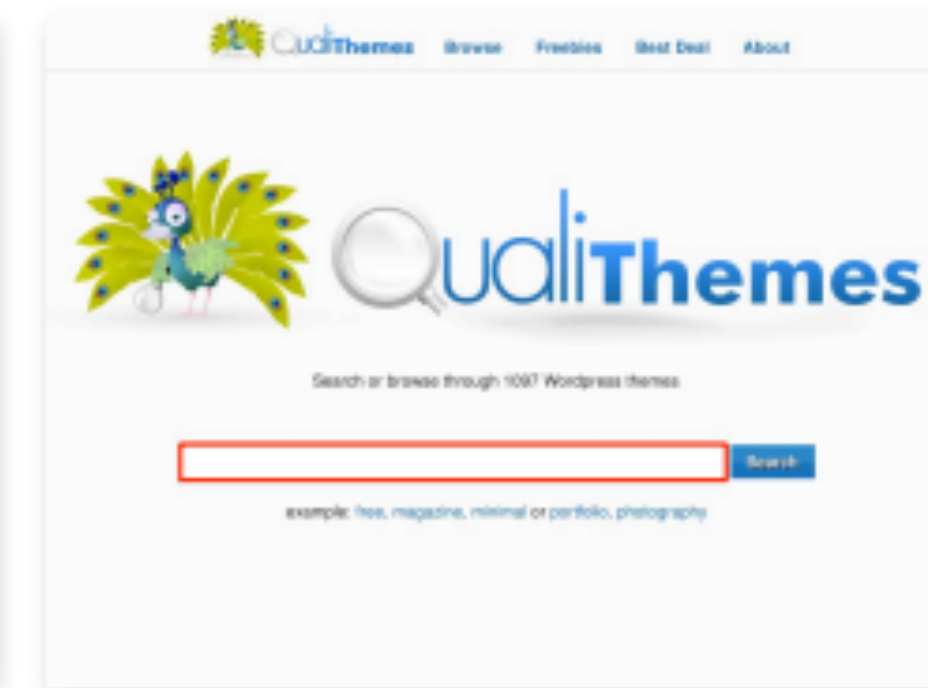 QualiThemes Browse Freebies Best Deal About
QualiThemes
Search or browse through 1097 Wordpress themes
Search
example: free, magazine, minimal or portfolio, photography